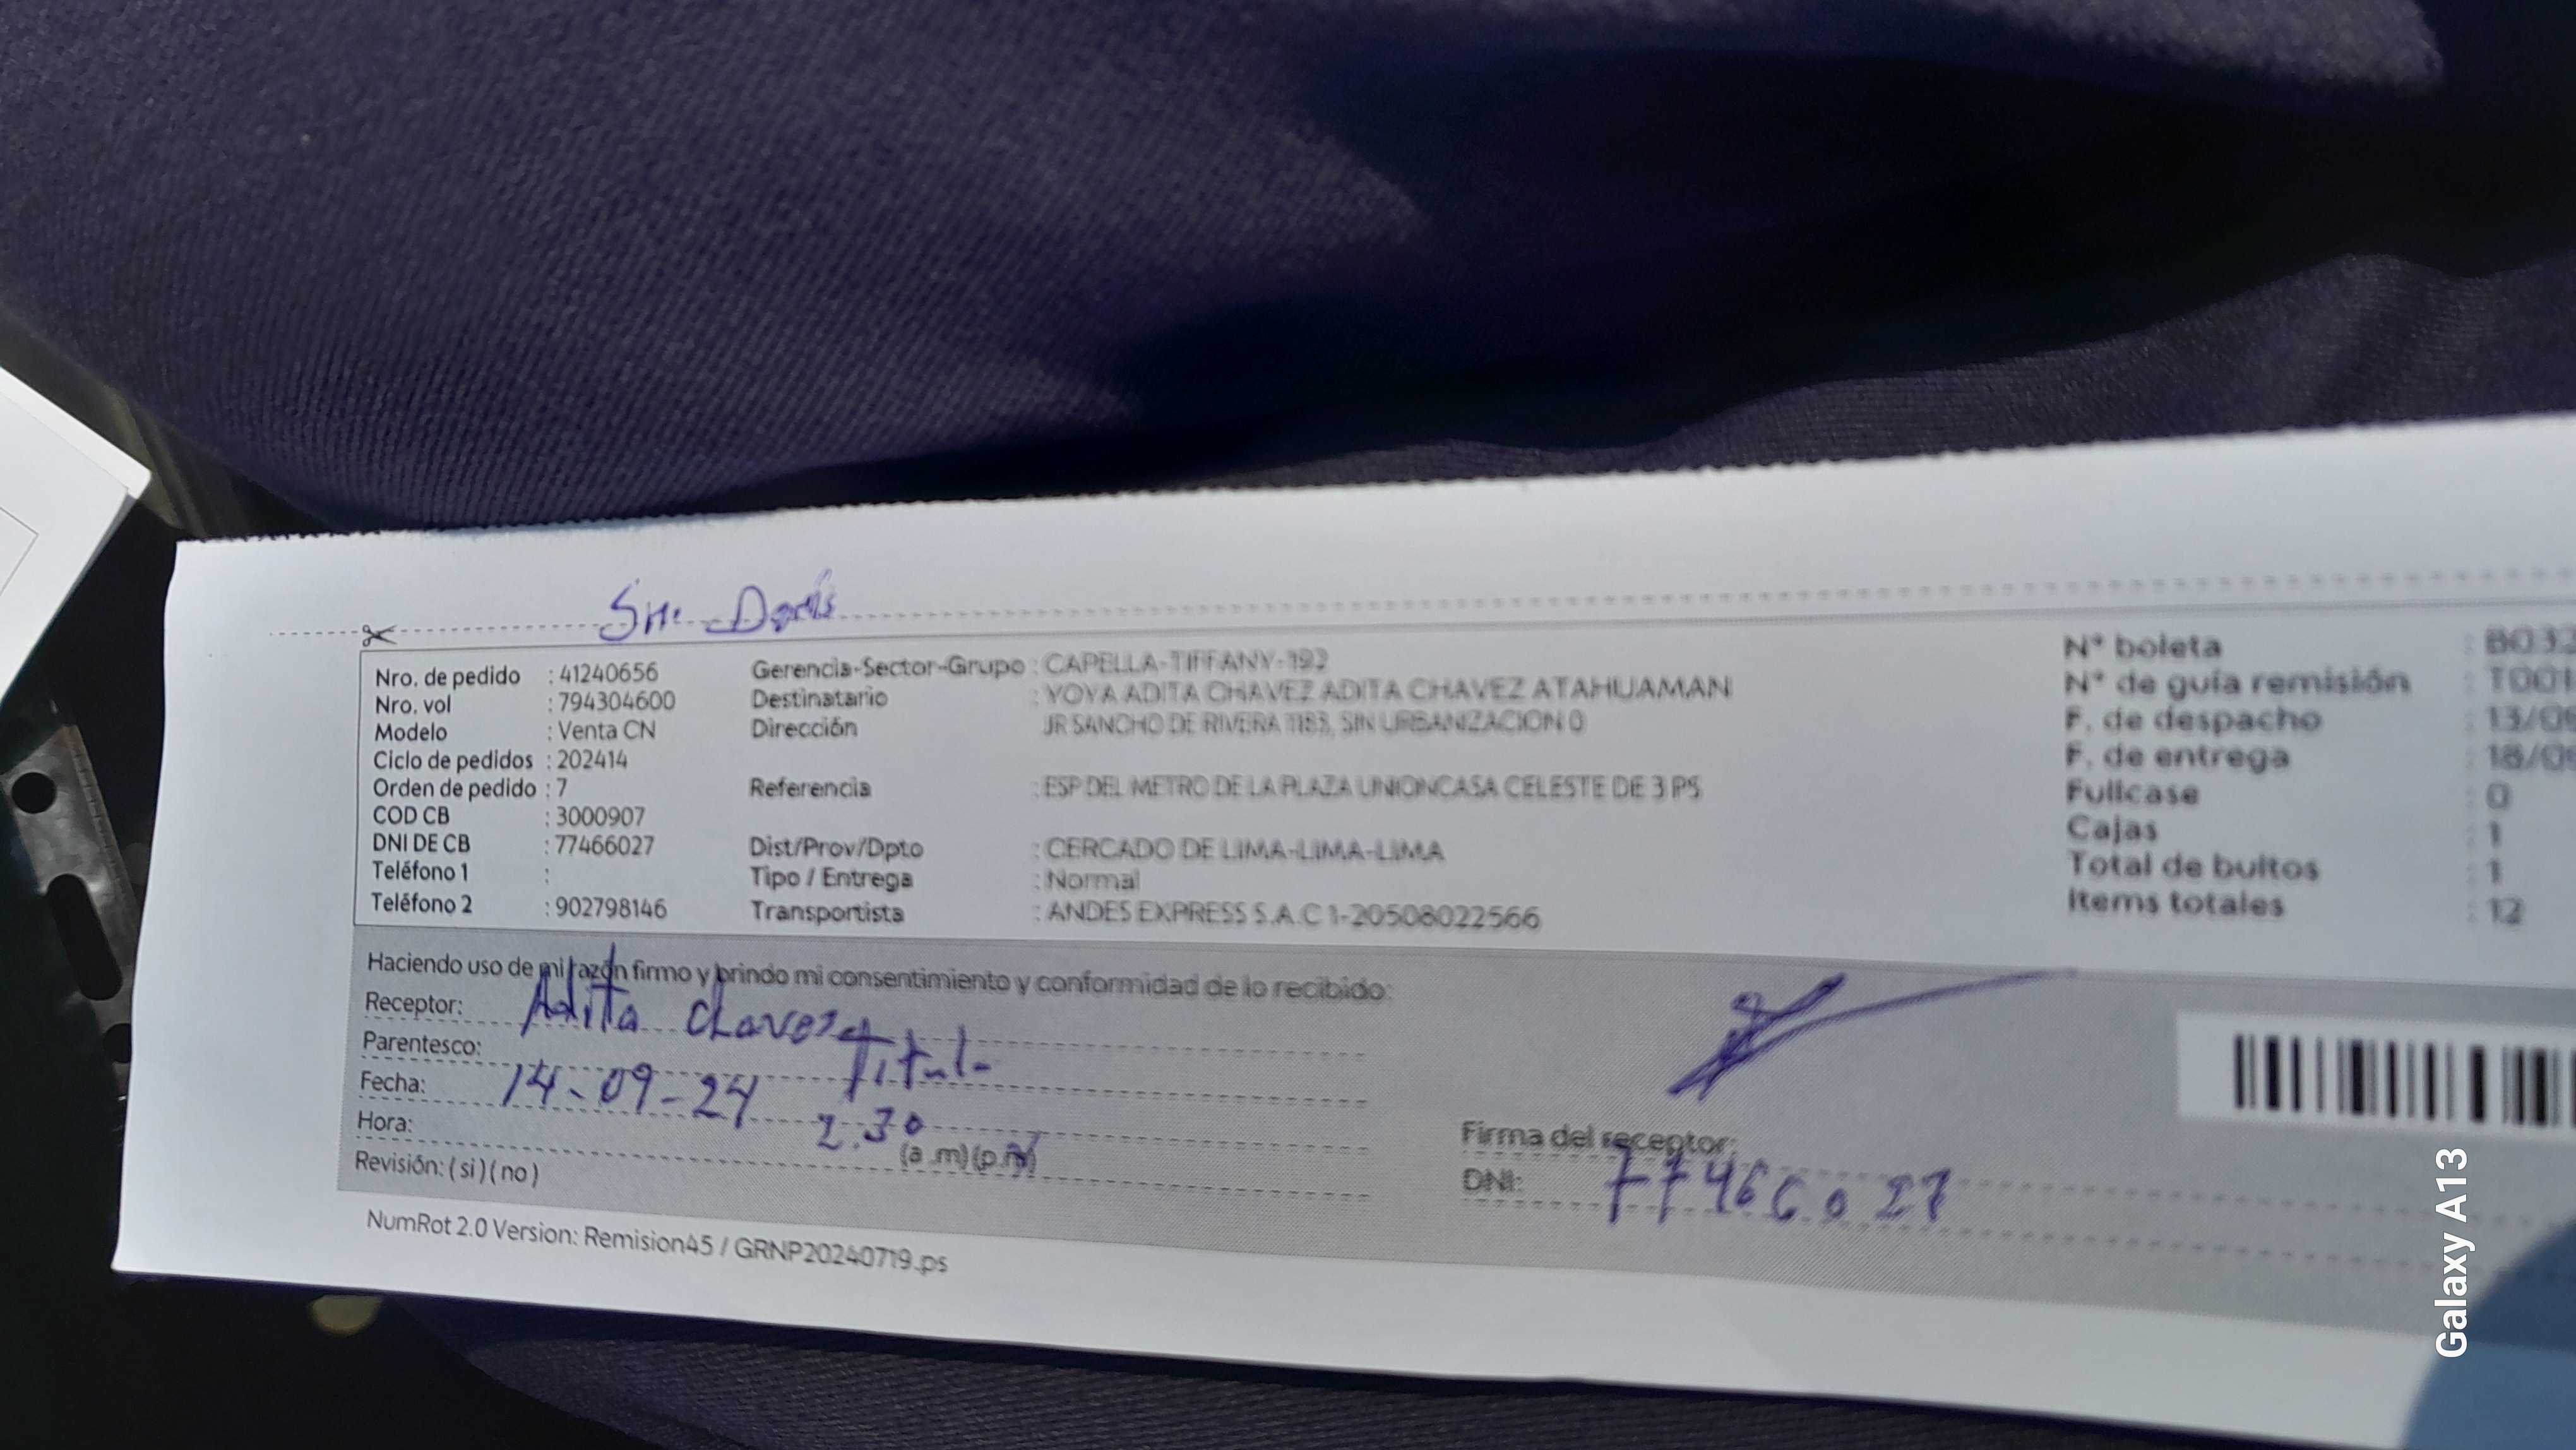 Sra. Doris
Nro. de pedido : 41240656
Nro. vol : 794304600
Modelo : Venta CN
Ciclo de pedidos : 202414
Orden de pedido : 7
COD CB : 3000907
DNI DE CB : 77466027
Teléfono 1 :
Teléfono 2 : 902798146
Gerencia-Sector-Grupo : CAPELLA-TIFFANY-192
Destinatario : YOYA ADITA CHAVEZ ADITA CHAVEZ ATAHUAMAN
Dirección JR SANCHO DE RIVERA 1183, SIN URBANIZACION 0
Referencia : ESP DEL METRO DE LA PLAZA UNIONCASA CELESTE DE 3 PS
Dist/Prov/Dpto : CERCADO DE LIMA-LIMA-LIMA
Tipo / Entrega : Normal
Transportista : ANDES EXPRESS S.A.C 1-20508022566
N° boleta : B032
N° de guía remisión : T001
F. de despacho : 13/09
F. de entrega : 18/09
Fullcase : 0
Cajas : 1
Total de bultos : 1
Items totales : 12
Haciendo uso de mi razón firmo y brindo mi consentimiento y conformidad de lo recibido:
Receptor: Adita Chavez
Parentesco: Titular
Fecha: 14-09-24
Hora: 2.30 (a.m)(p.m)
Revisión: (si)(no)
Firma del receptor:
DNI: 77466027
NumRot 2.0 Version: Remision45 / GRNP20240719.ps
Galaxy A13